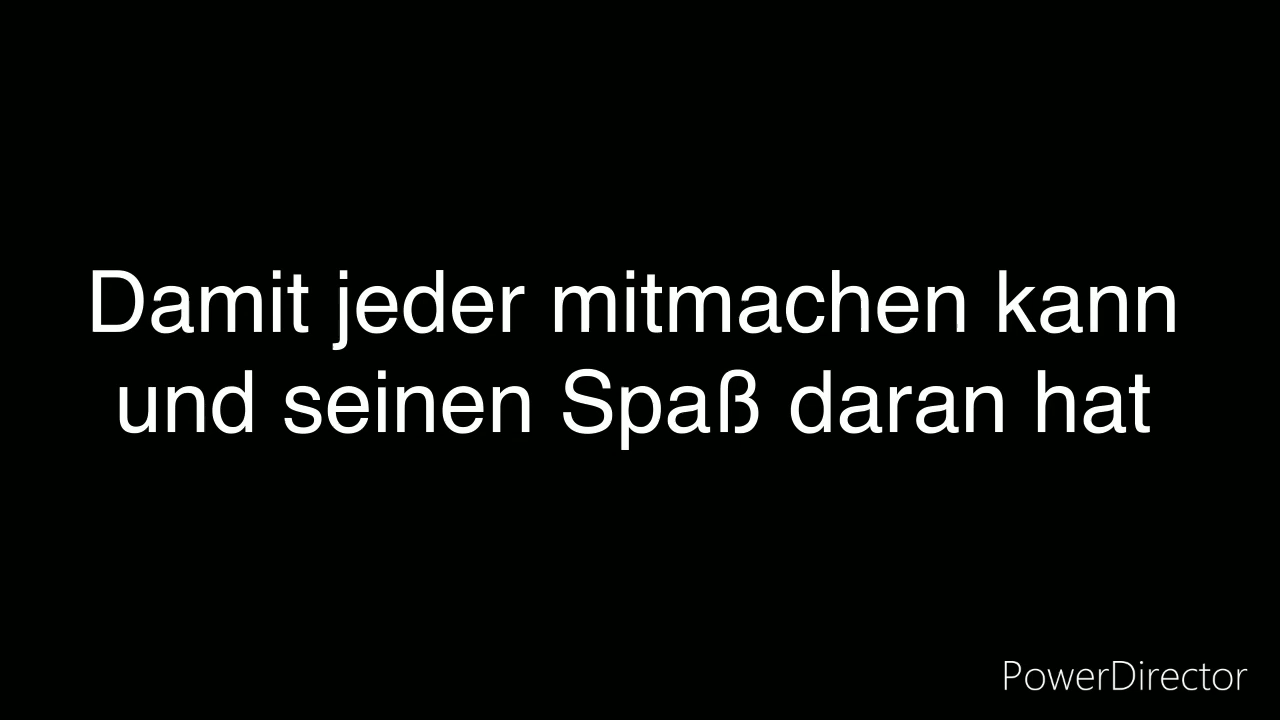 Damit jeder mitmachen kann
und seinen Spaß daran hat
PowerDirector